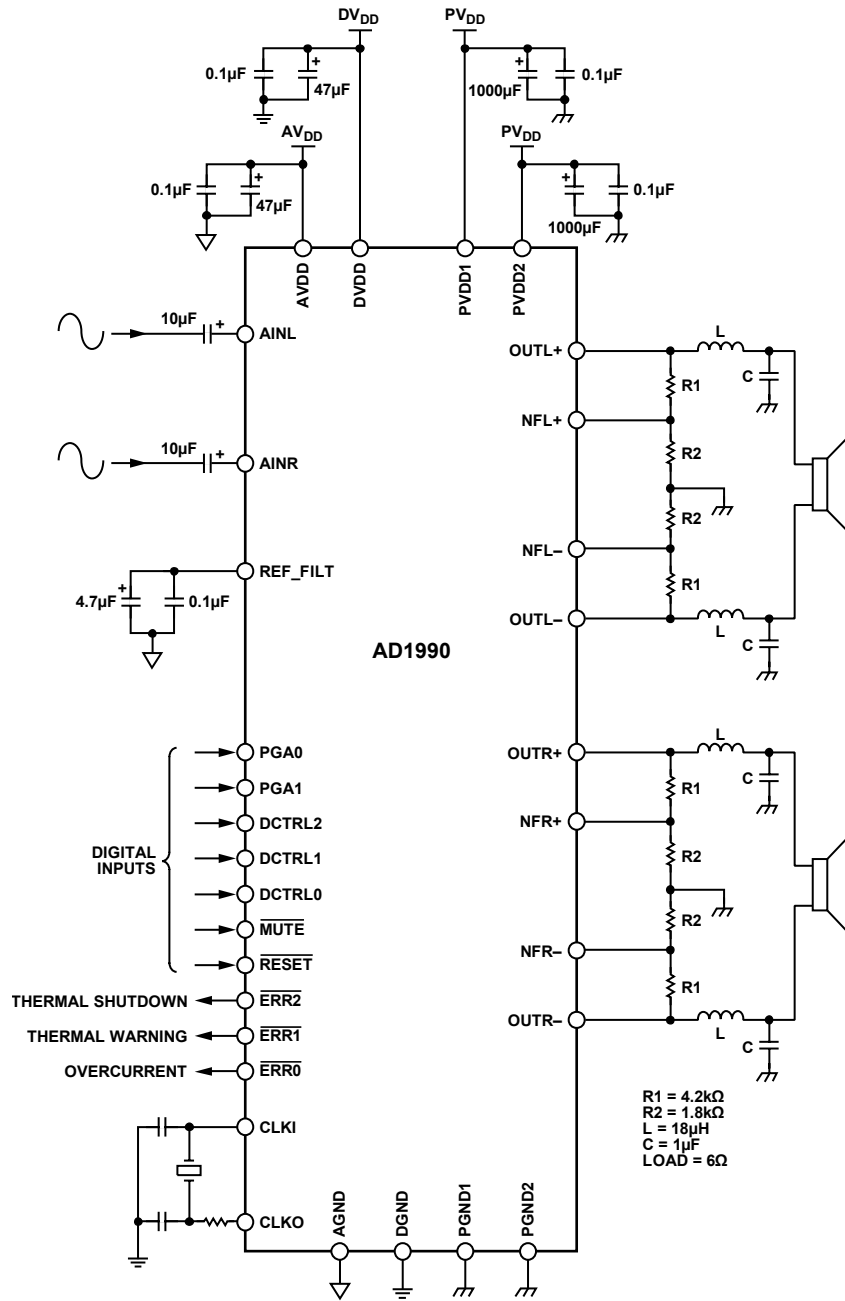 DVDD
PVDD
0.1µF
47µF
1000µF
0.1µF
AVDD
PVDD
0.1µF
47µF
1000µF
0.1µF
AVDD
DVDD
PVDD1
PVDD2
10µF
AINL
10µF
AINR
REF_FILT
4.7µF
0.1µF
AD1990
OUTL+
L
C
R1
NFL+
R2
R2
NFL–
R1
OUTL–
L
C
DIGITAL
INPUTS
PGA0
PGA1
DCTRL2
DCTRL1
DCTRL0
MUTE
RESET
THERMAL SHUTDOWN
ERR2
THERMAL WARNING
ERR1
OVERCURRENT
ERR0
CLKI
CLKO
OUTR+
L
C
R1
NFR+
R2
R2
NFR–
R1
OUTR–
L
C
R1 = 4.2kΩ
R2 = 1.8kΩ
L = 18µH
C = 1µF
LOAD = 6Ω
AGND
DGND
PGND1
PGND2